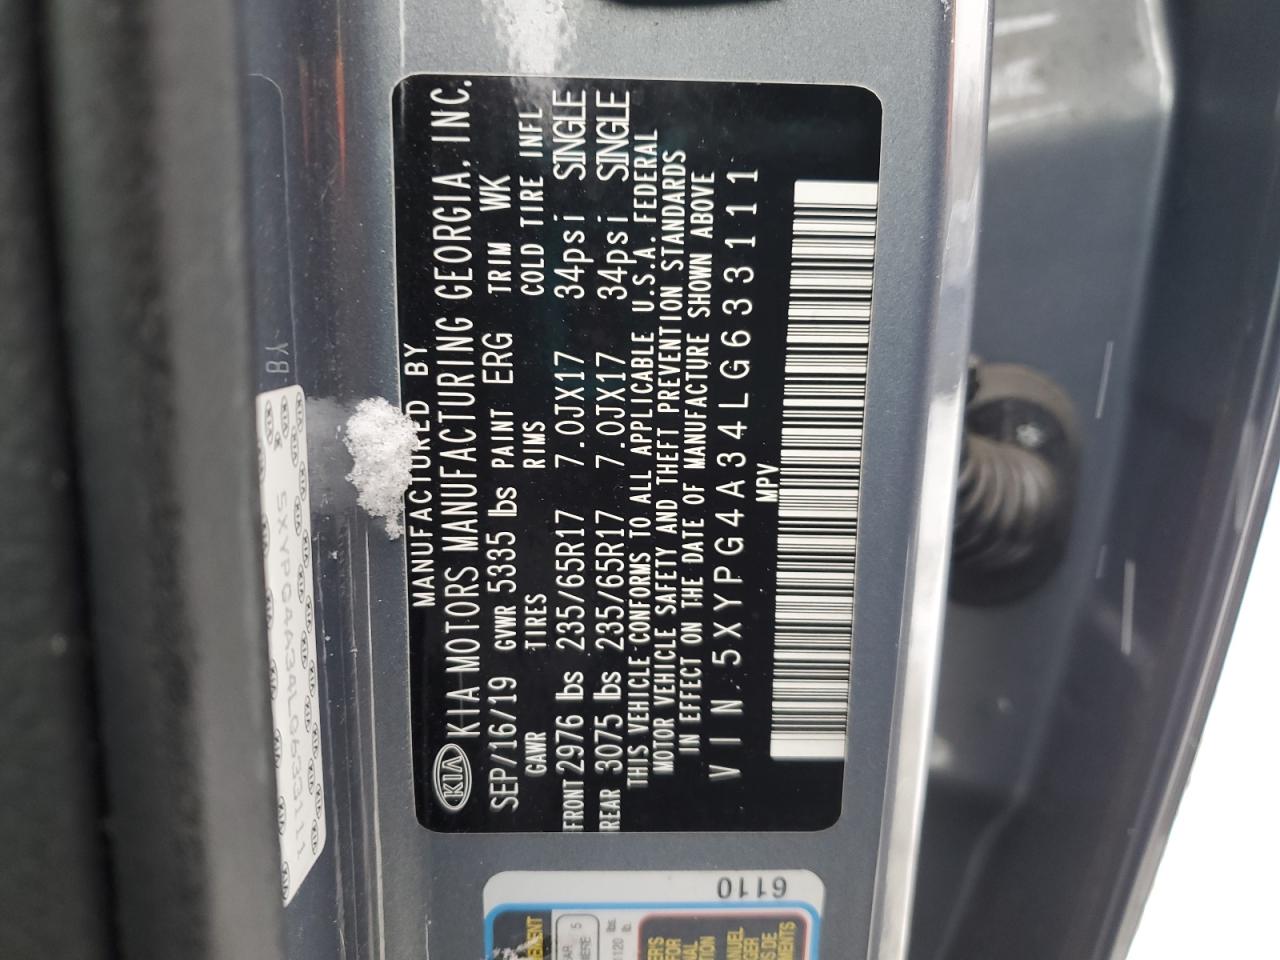 MANUFACTURED BY
KIA KIA MOTORS MANUFACTURING GEORGIA, INC.
SEP/16/19 GVWR 5335 lbs PAINT ERG TRIM WK
GAWR TIRES RIMS COLD TIRE INFL
FRONT 2976 lbs 235/65R17 7.0JX17 34psi SINGLE
REAR 3075 lbs 235/65R17 7.0JX17 34psi SINGLE
THIS VEHICLE CONFORMS TO ALL APPLICABLE U.S.A. FEDERAL
MOTOR VEHICLE SAFETY AND THEFT PREVENTION STANDARDS
IN EFFECT ON THE DATE OF MANUFACTURE SHOWN ABOVE
VIN 5XYPG4A34LG633111
MPV
5XYPG4A34LG633111
6110